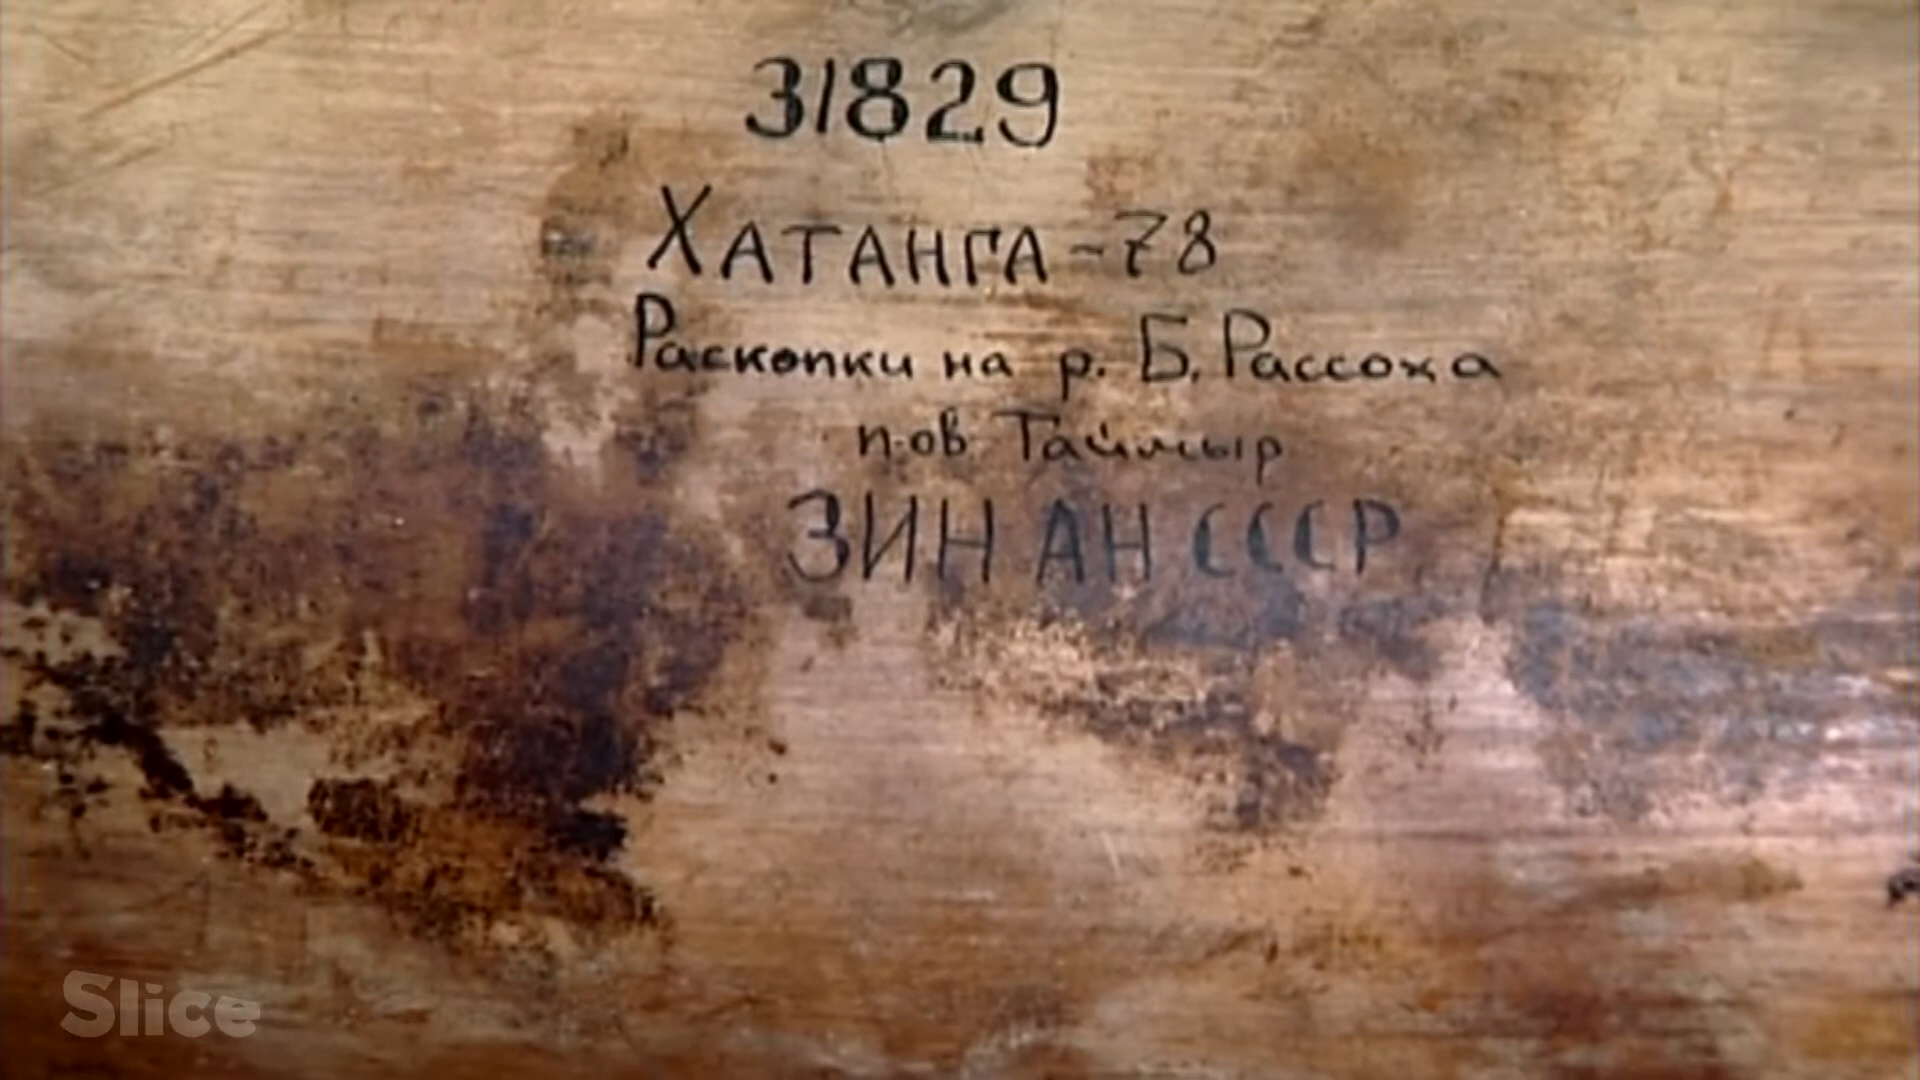 31829
ХАТАНГА-78
Раскопки на р. Б. Рассоха
п-ов Таймыр
ЗИН АН СССР
Slice